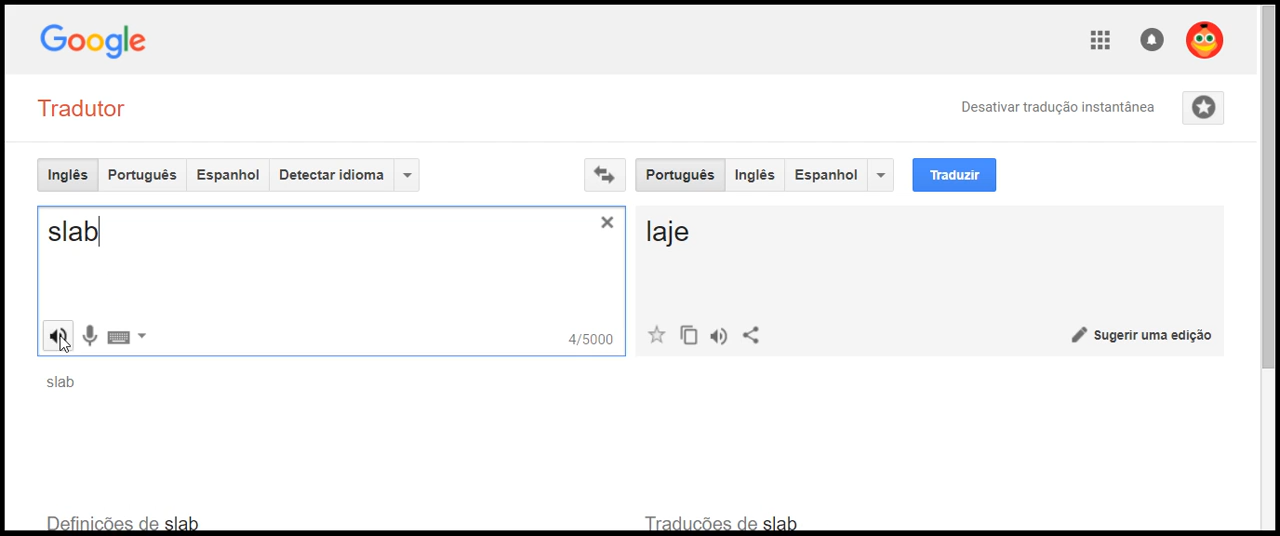 Google
Tradutor
Desativar tradução instantânea
Inglês Português Espanhol Detectar idioma
Português Inglês Espanhol Traduzir
slab
laje
4/5000
Sugerir uma edição
slab
Definições de slab
Traduções de slab